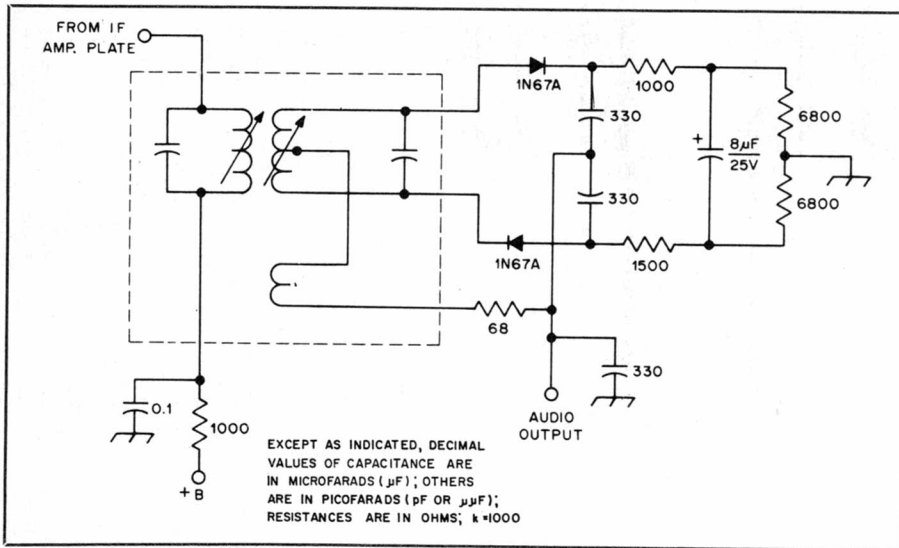 FROM IF
AMP. PLATE
1N67A
1000
330
6800
+
8µF
25V
330
6800
1N67A
1500
68
330
0.1
1000
AUDIO
OUTPUT
+B
EXCEPT AS INDICATED, DECIMAL
VALUES OF CAPACITANCE ARE
IN MICROFARADS (µF); OTHERS
ARE IN PICOFARADS (pF OR µµF);
RESISTANCES ARE IN OHMS; k=1000